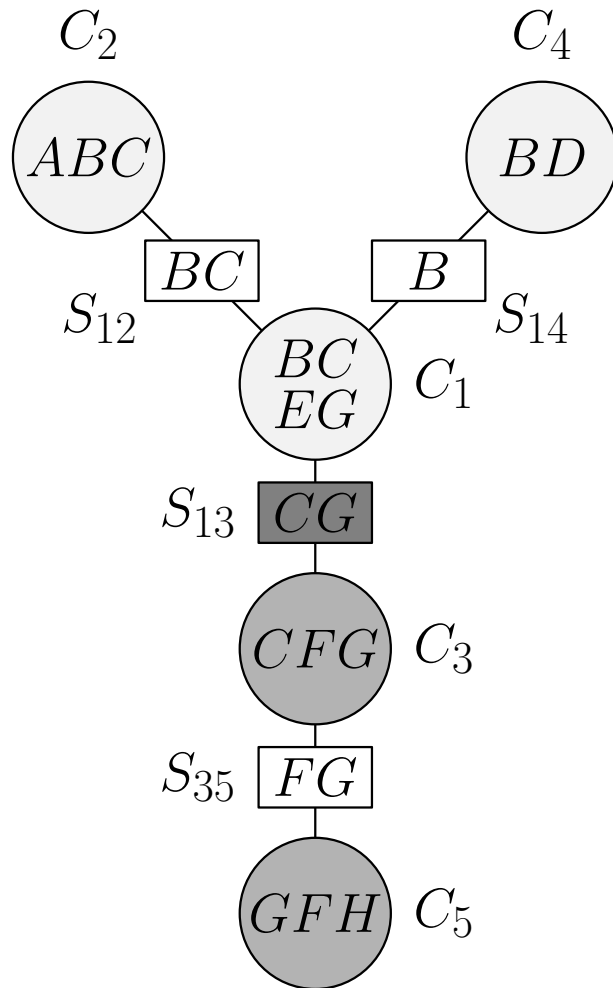 C₂
C₄
ABC
BD
BC
B
S₁₂
S₁₄
BC
EG
C₁
S₁₃
CG
CFG
C₃
S₃₅
FG
GFH
C₅